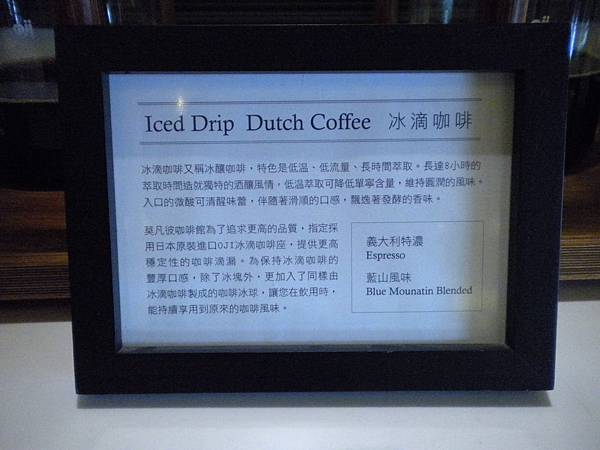 Iced Drip Dutch Coffee 冰滴咖啡
冰滴咖啡又稱冰釀咖啡，特色是低温、低流量、長時間萃取。長達8小時的
萃取時間造就獨特的酒釀風情，低温萃取可降低單寧含量，維持圓潤的風味。
入口的微酸可清醒味蕾，伴隨著滑順的口感，飄逸著發酵的香味。
莫凡彼咖啡館為了追求更高的品質，指定採
用日本原裝進口OJI冰滴咖啡座，提供更高
穩定性的咖啡滴漏。為保持冰滴咖啡的
豐厚口感，除了冰塊外，更加入了同樣由
冰滴咖啡製成的咖啡冰球，讓您在飲用時，
能持續享用到原來的咖啡風味。
義大利特濃
Espresso
藍山風味
Blue Mounatin Blended